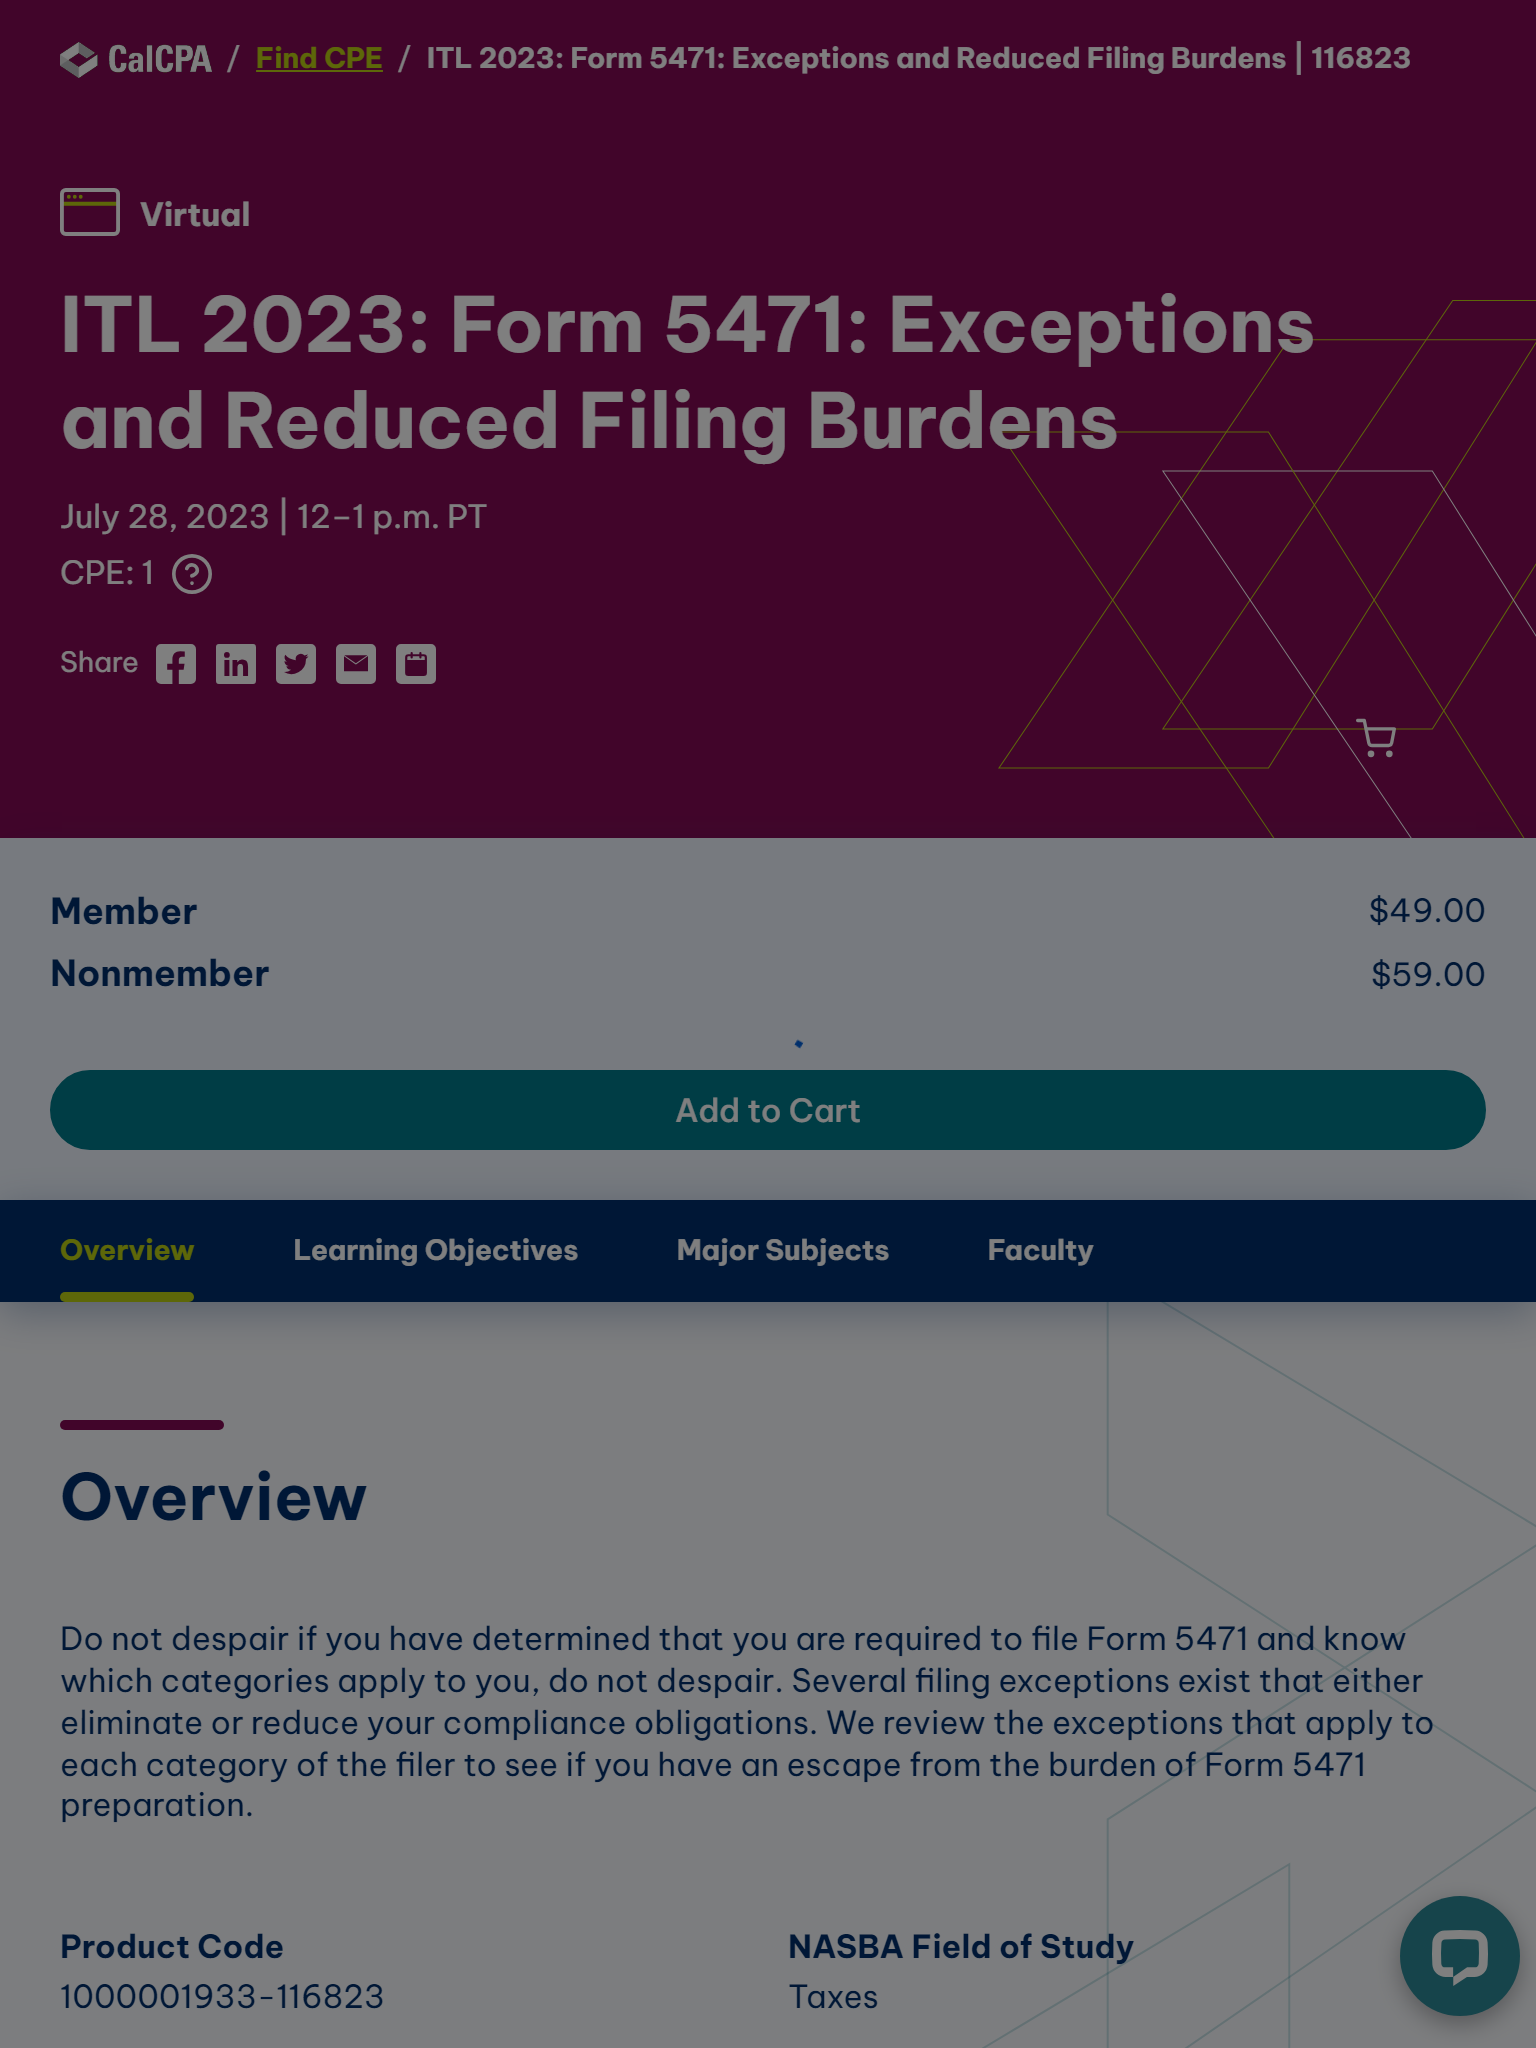 CalCPA / Find CPE / ITL 2023: Form 5471: Exceptions and Reduced Filing Burdens | 116823
Virtual
ITL 2023: Form 5471: Exceptions
and Reduced Filing Burdens
July 28, 2023 | 12–1 p.m. PT
CPE: 1 ?
Share
Member $49.00
Nonmember $59.00
Add to Cart
Overview Learning Objectives Major Subjects Faculty
Overview
Do not despair if you have determined that you are required to file Form 5471 and know
which categories apply to you, do not despair. Several filing exceptions exist that either
eliminate or reduce your compliance obligations. We review the exceptions that apply to
each category of the filer to see if you have an escape from the burden of Form 5471
preparation.
Product Code
1000001933-116823
NASBA Field of Study
Taxes